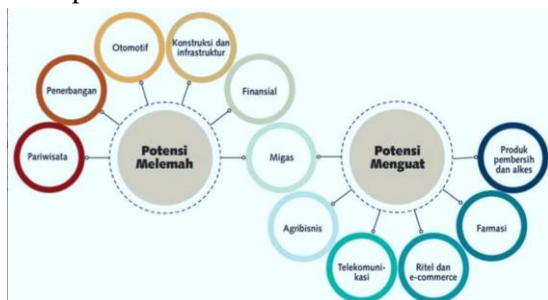 Otomotif
Konstruksi dan
infrastruktur
Penerbangan
Finansial
Pariwisata
Potensi
Melemah
Migas
Potensi
Menguat
Produk
pembersih
dan alkes
Agribisnis
Farmasi
Telekomuni-
kasi
Ritel dan
e-commerce